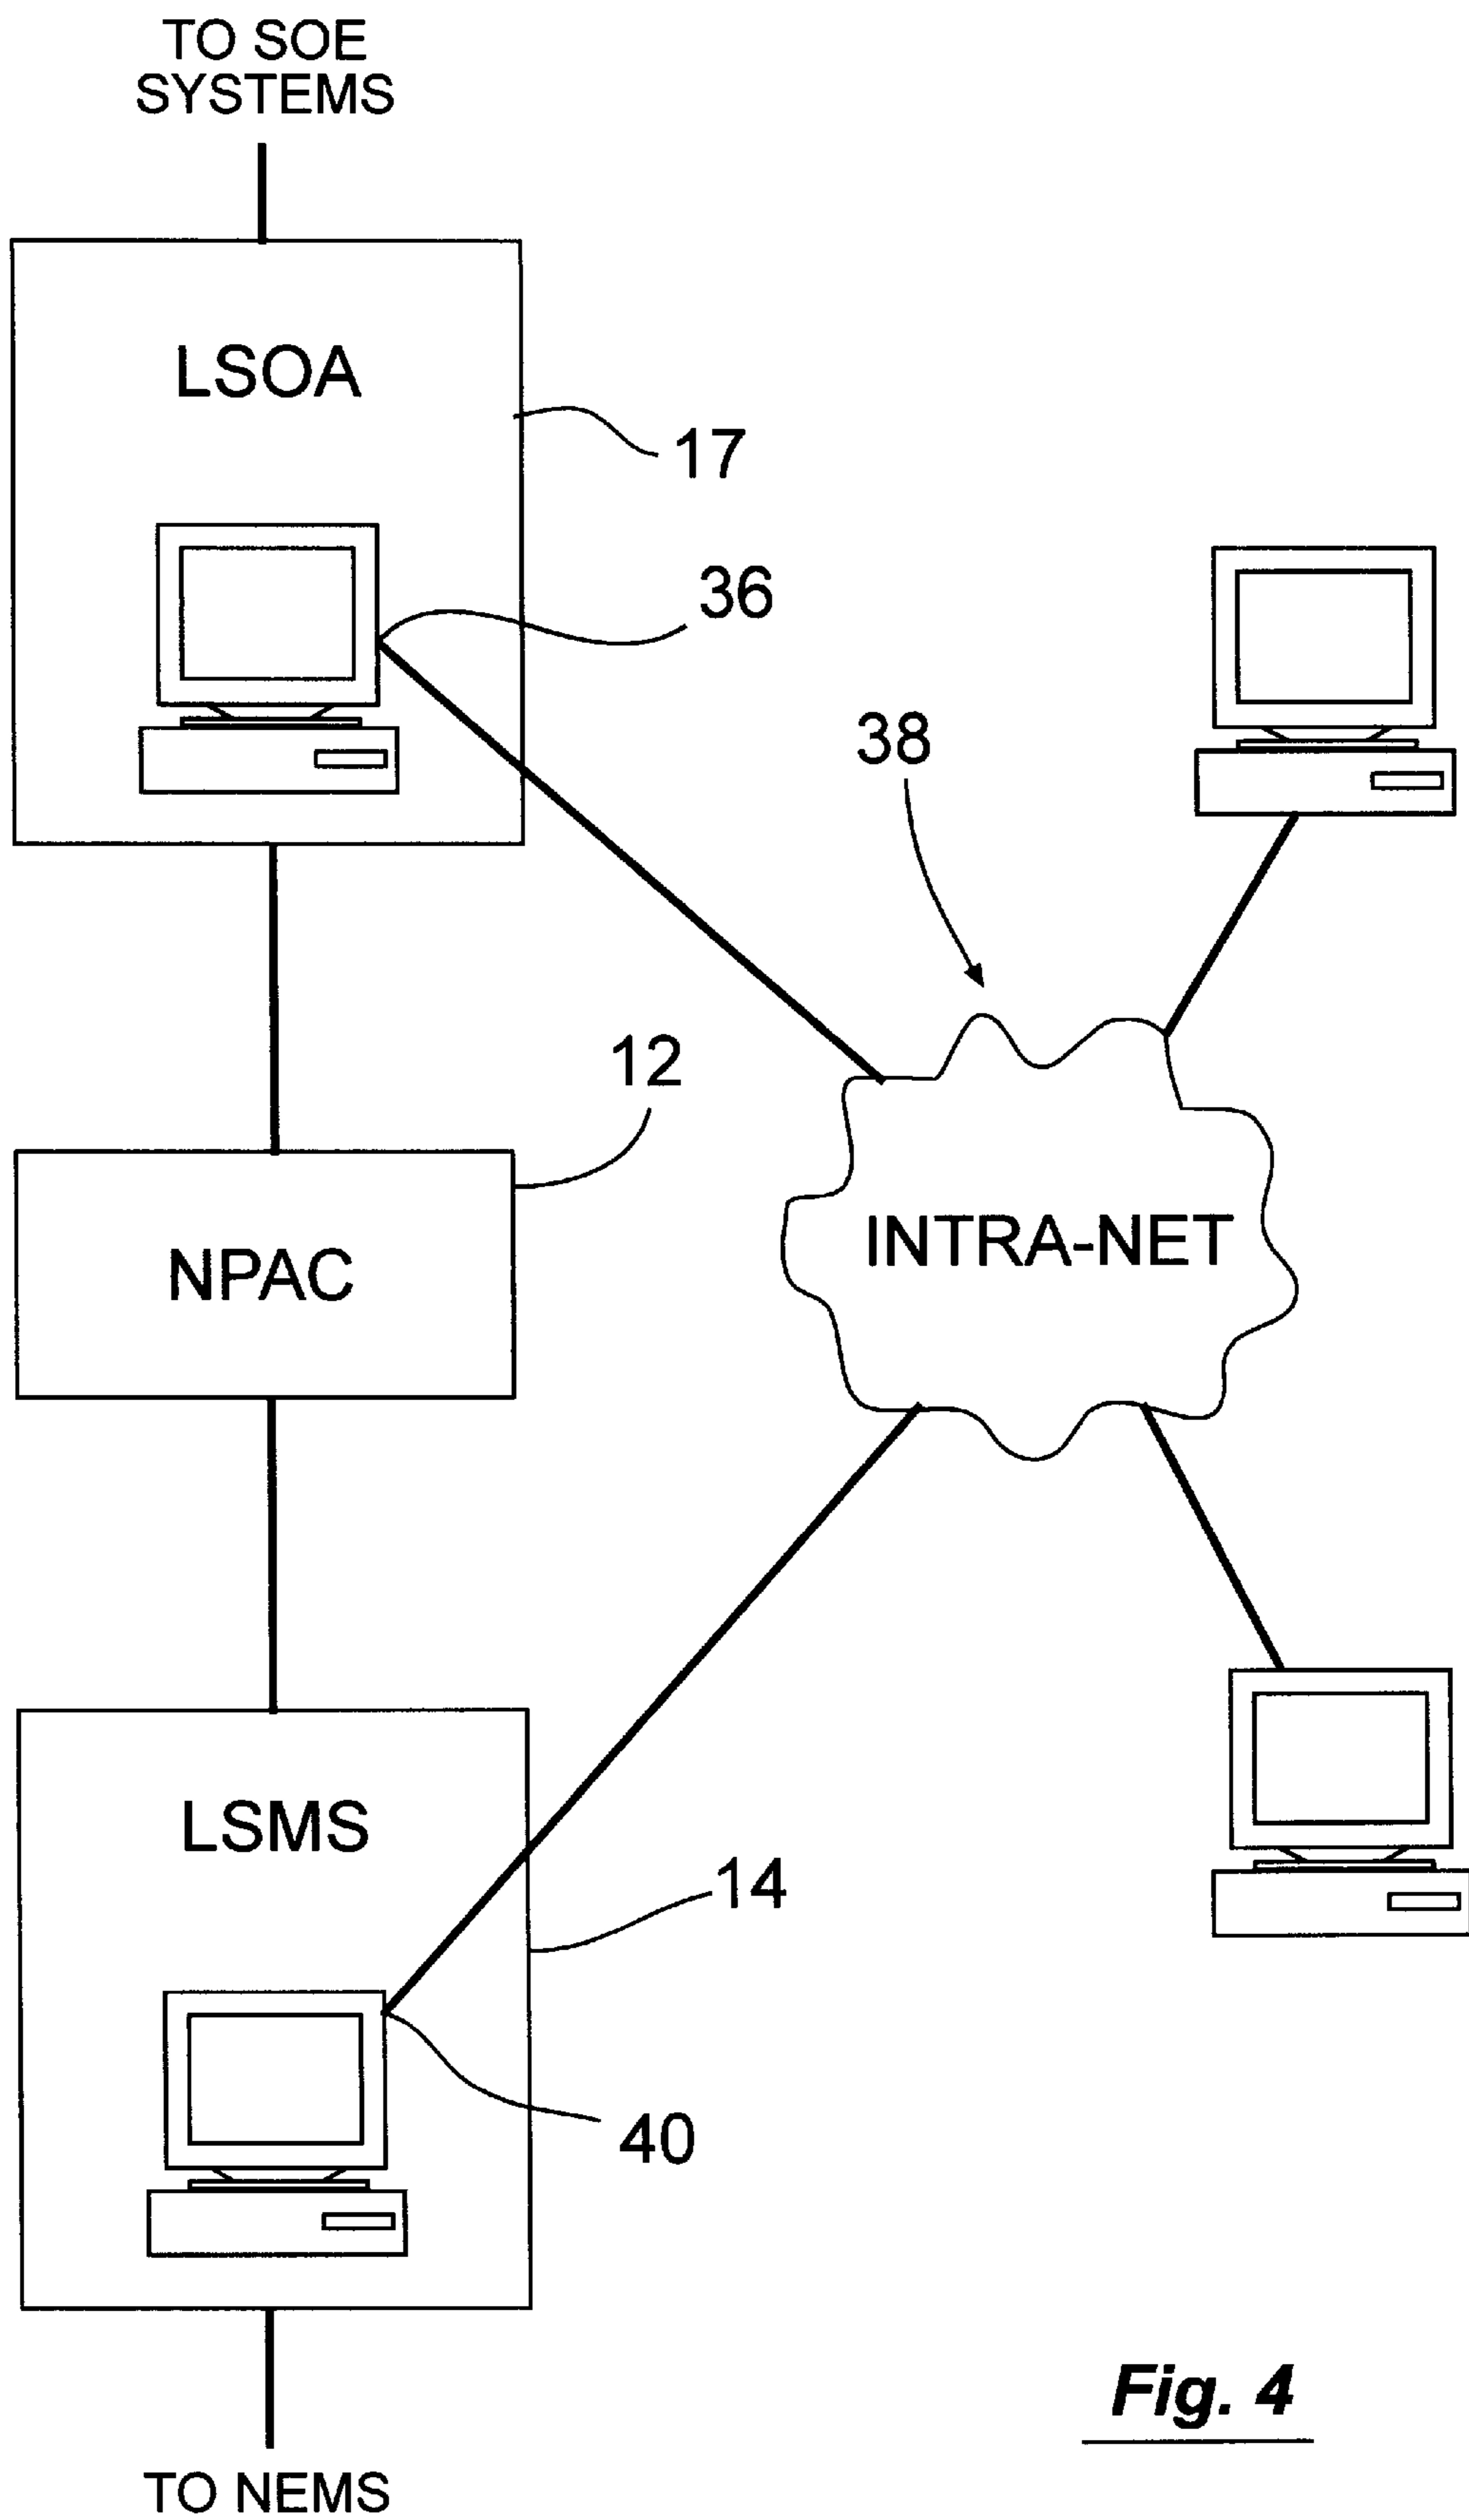 TO SOE
SYSTEMS
LSOA
17
36
38
12
NPAC
INTRA-NET
LSMS
14
40
Fig. 4
TO NEMS